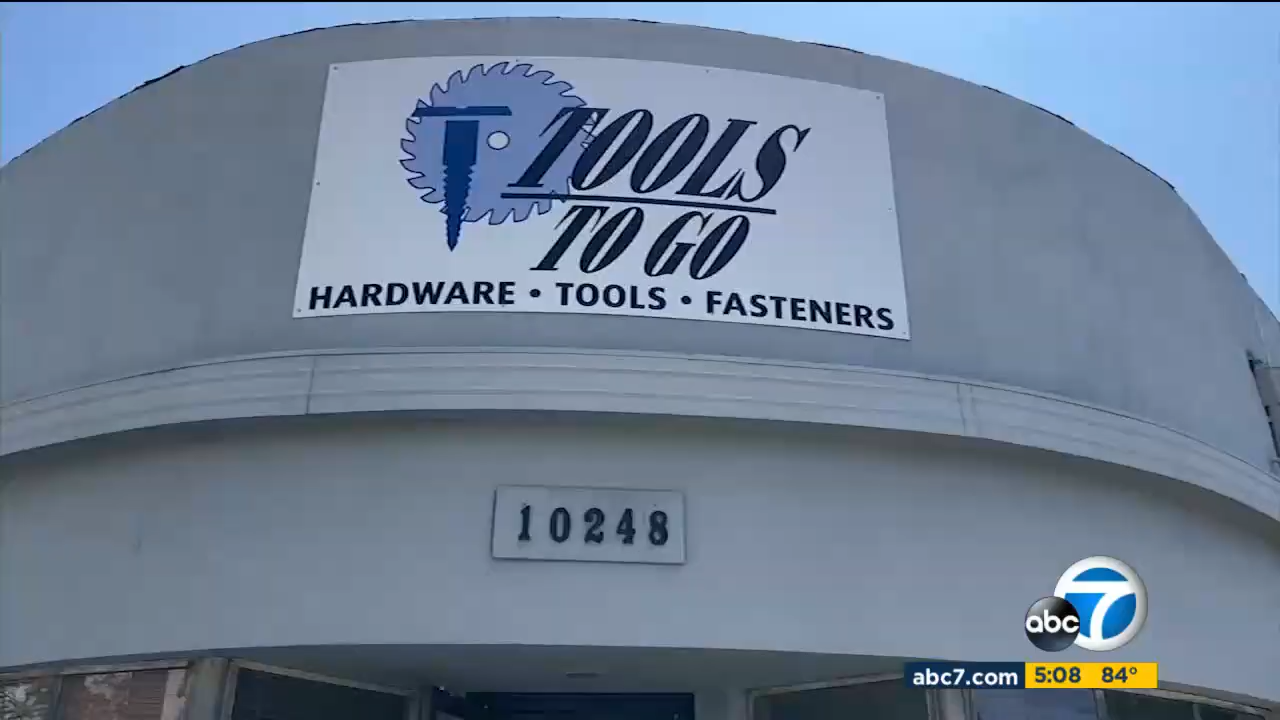 TOOLS
TO GO
HARDWARE • TOOLS • FASTENERS
10248
abc 7
abc7.com 5:08 84°